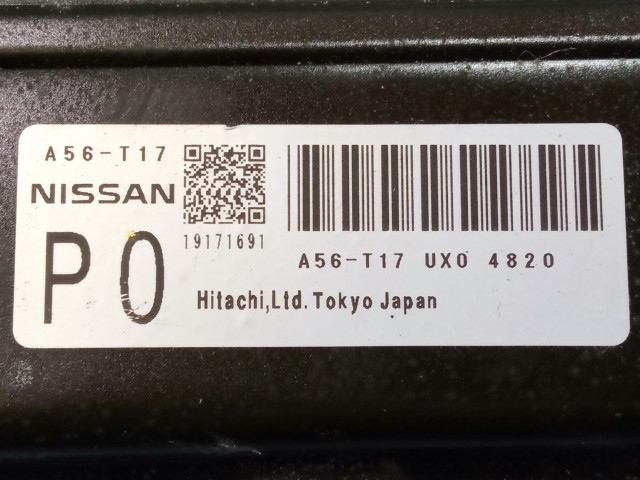 A56-T17
NISSAN
P0
19171691
A56-T17 UX0 4820
Hitachi,Ltd. Tokyo Japan